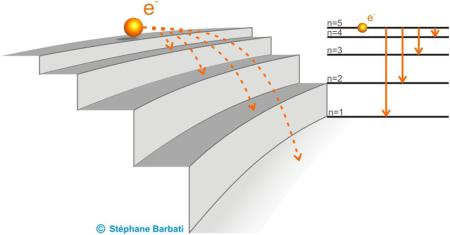 e-
n=5
e-
n=4
n=3
n=2
n=1
© Stéphane Barbati